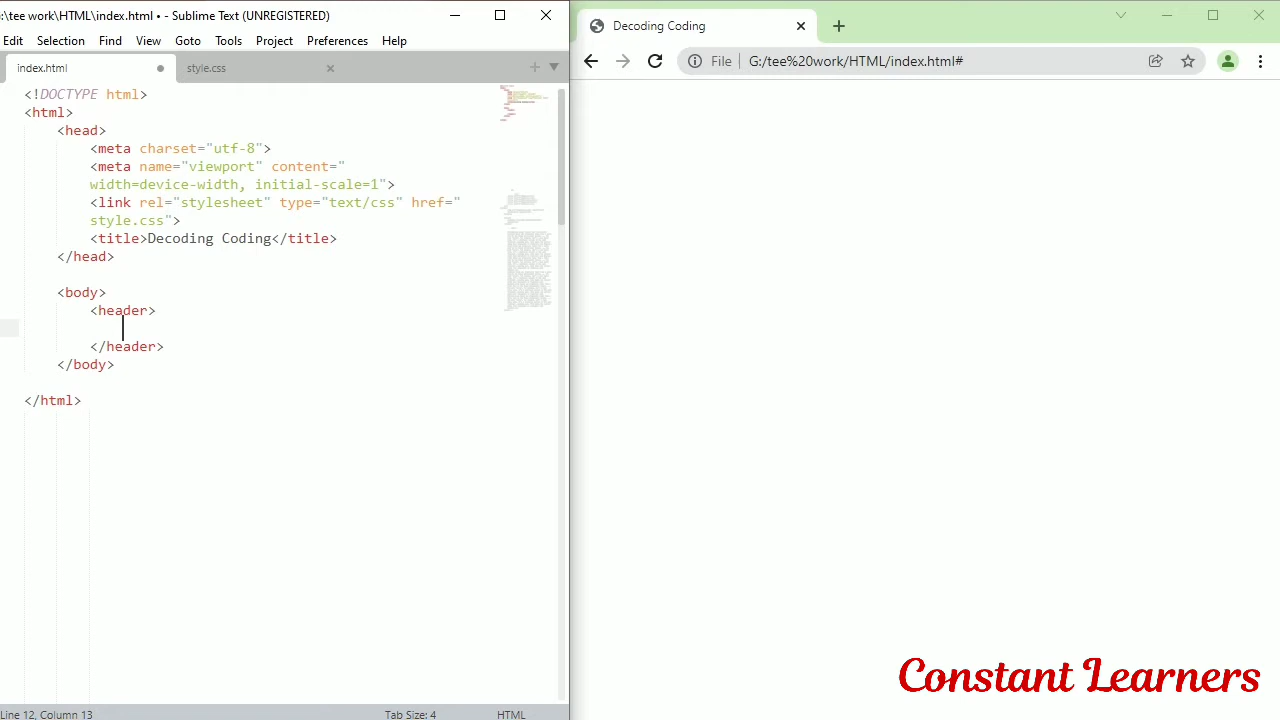 :\tee work\HTML\index.html • - Sublime Text (UNREGISTERED)
Edit Selection Find View Goto Tools Project Preferences Help
index.html
style.css
<!DOCTYPE html>
<html>
<head>
<meta charset="utf-8">
<meta name="viewport" content="
width=device-width, initial-scale=1">
<link rel="stylesheet" type="text/css" href="
style.css">
<title>Decoding Coding</title>
</head>
<body>
<header>
</header>
</body>
</html>
Line 12, Column 13
Tab Size: 4
HTML
Decoding Coding
File
G:/tee%20work/HTML/index.html#
Constant Learners